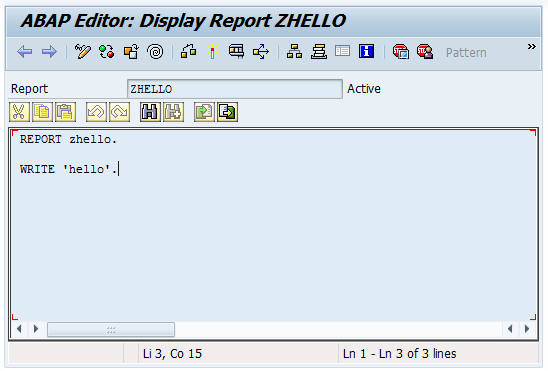 ABAP Editor: Display Report ZHELLO
Pattern
Report ZHELLO Active
REPORT zhello.
WRITE 'hello'.
Li 3, Co 15 Ln 1 - Ln 3 of 3 lines